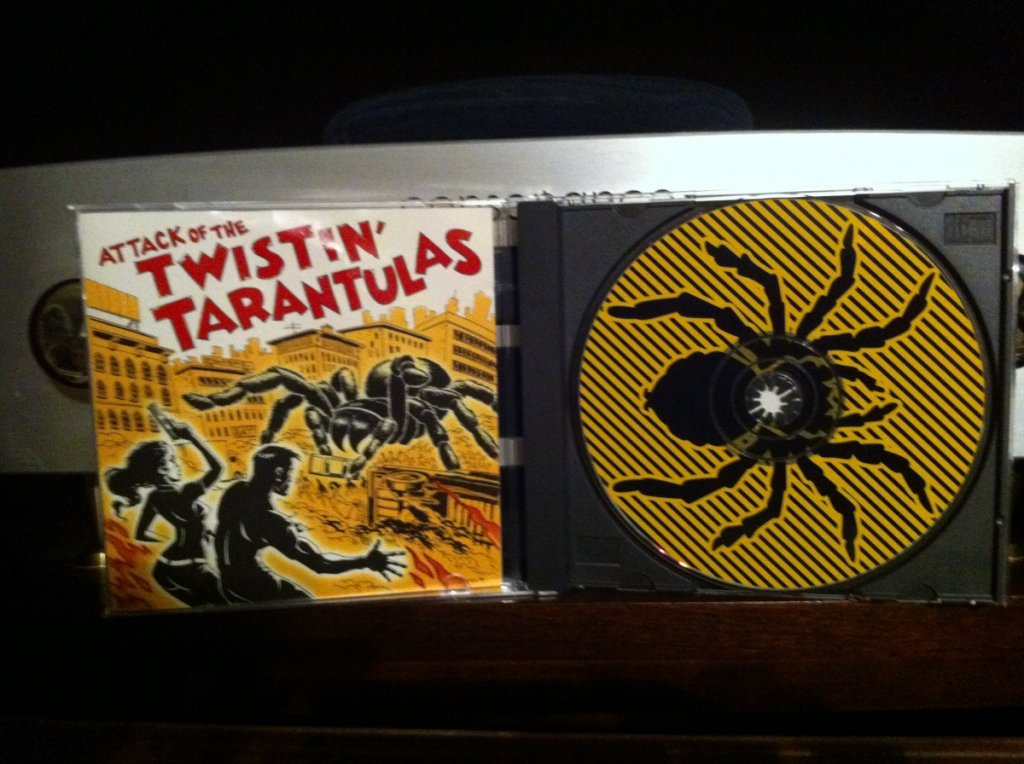 ATTACK OF THE
TWISTIN'
TARANTULAS